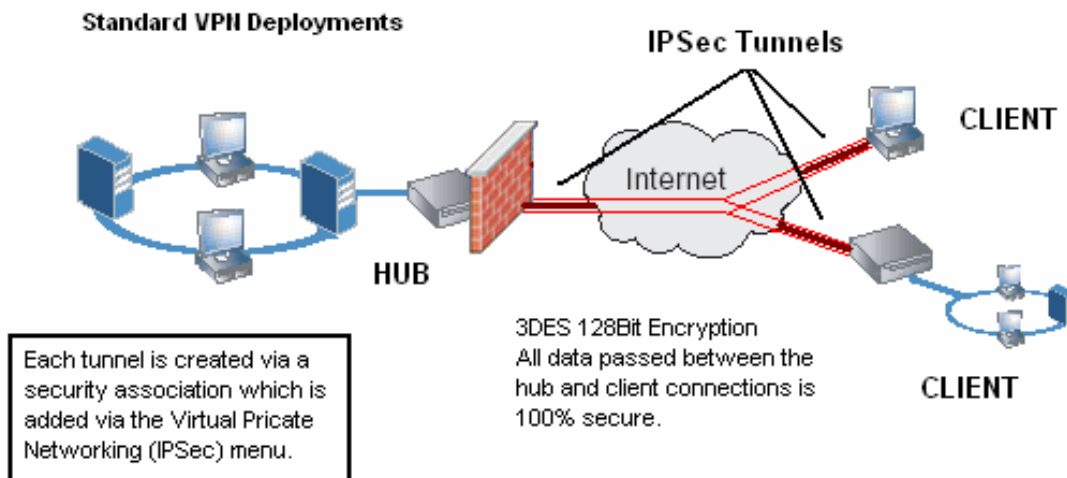 Standard VPN Deployments
IPSec Tunnels
CLIENT
Internet
HUB
CLIENT
3DES 128Bit Encryption
All data passed between the
hub and client connections is
100% secure.
Each tunnel is created via a
security association which is
added via the Virtual Pricate
Networking (IPSec) menu.